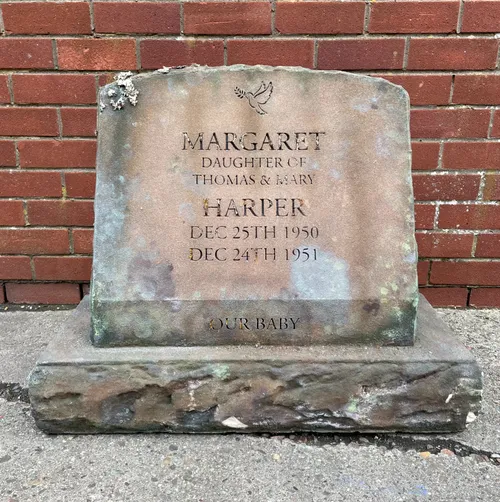 MARGARET
DAUGHTER OF
THOMAS & MARY
HARPER
DEC 25TH 1950
DEC 24TH 1951
OUR BABY